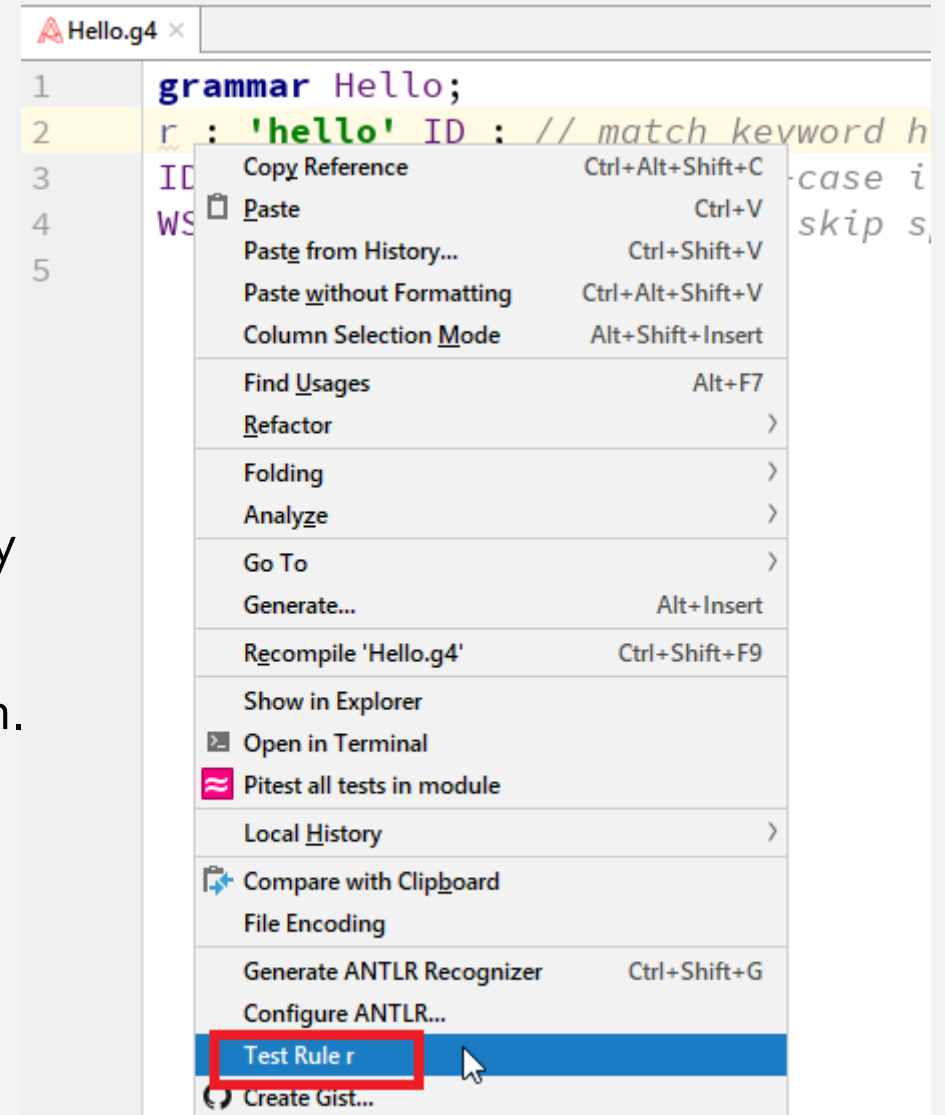 Hello.g4
1 grammar Hello;
2 r : 'hello' ID : // match keyword h
3 ID -case i
4 WS skip s
5
Copy Reference Ctrl+Alt+Shift+C
Paste Ctrl+V
Paste from History... Ctrl+Shift+V
Paste without Formatting Ctrl+Alt+Shift+V
Column Selection Mode Alt+Shift+Insert
Find Usages Alt+F7
Refactor
Folding
Analyze
y
Go To
Generate... Alt+Insert
Recompile 'Hello.g4' Ctrl+Shift+F9
Show in Explorer
n.
Open in Terminal
Pitest all tests in module
Local History
Compare with Clipboard
File Encoding
Generate ANTLR Recognizer Ctrl+Shift+G
Configure ANTLR...
Test Rule r
Create Gist...